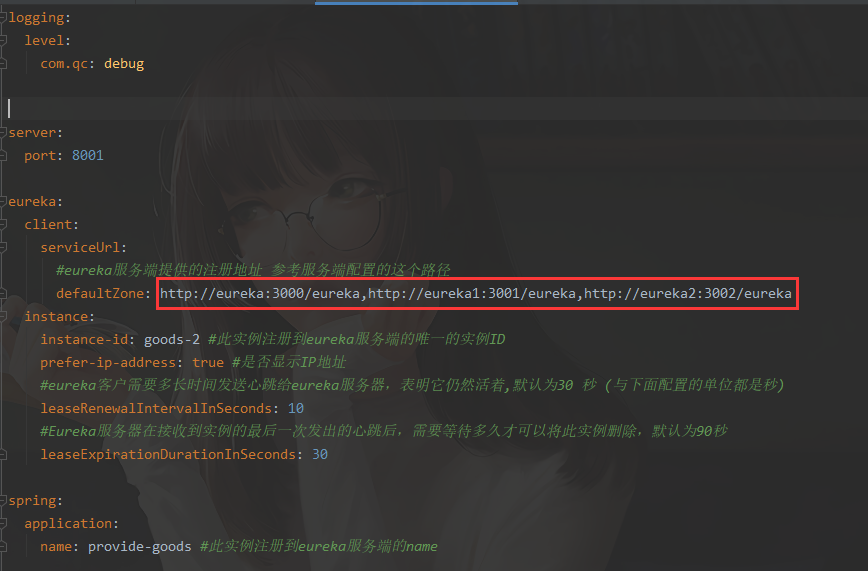 logging:
level:
com.qc: debug
server:
port: 8001
eureka:
client:
serviceUrl:
#eureka服务端提供的注册地址 参考服务端配置的这个路径
defaultZone: http://eureka:3000/eureka,http://eureka1:3001/eureka,http://eureka2:3002/eureka
instance:
instance-id: goods-2 #此实例注册到eureka服务端的唯一的实例ID
prefer-ip-address: true #是否显示IP地址
#eureka客户需要多长时间发送心跳给eureka服务器，表明它仍然活着,默认为30 秒 (与下面配置的单位都是秒)
leaseRenewalIntervalInSeconds: 10
#Eureka服务器在接收到实例的最后一次发出的心跳后，需要等待多久才可以将此实例删除，默认为90秒
leaseExpirationDurationInSeconds: 30
spring:
application:
name: provide-goods #此实例注册到eureka服务端的name